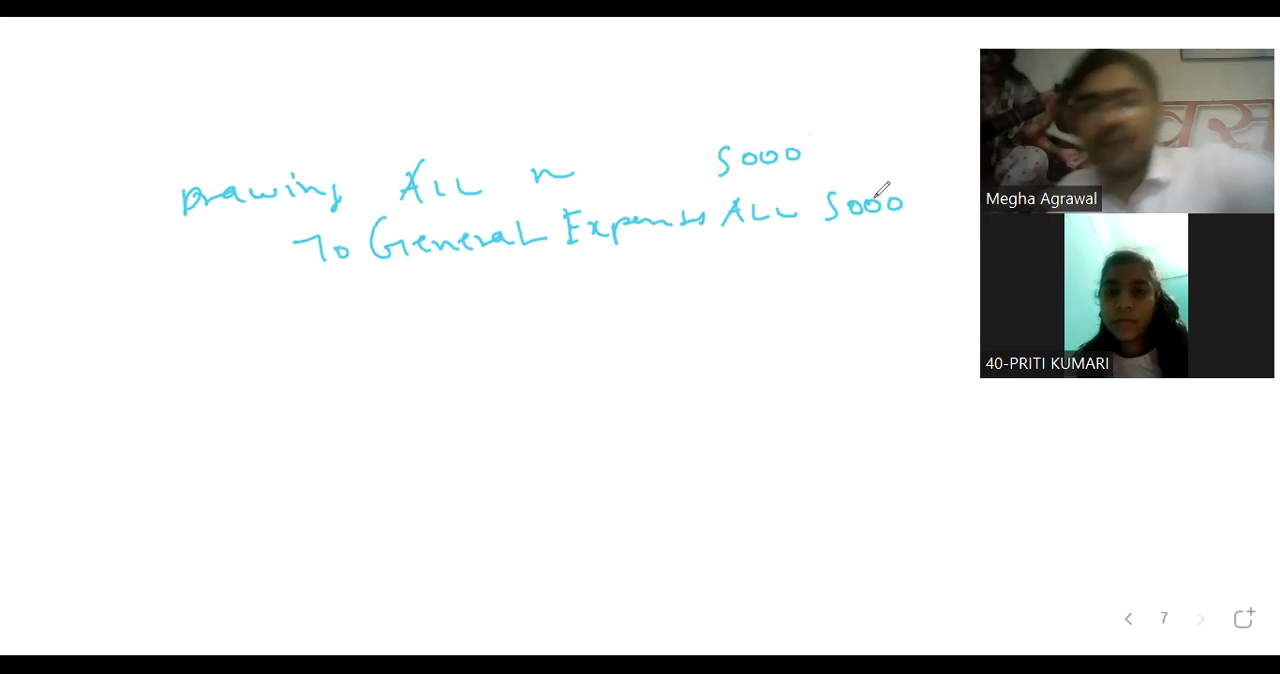 Drawing A/c Dr 5000
To General Expenses A/c 5000
Megha Agrawal
40-PRITI KUMARI
7